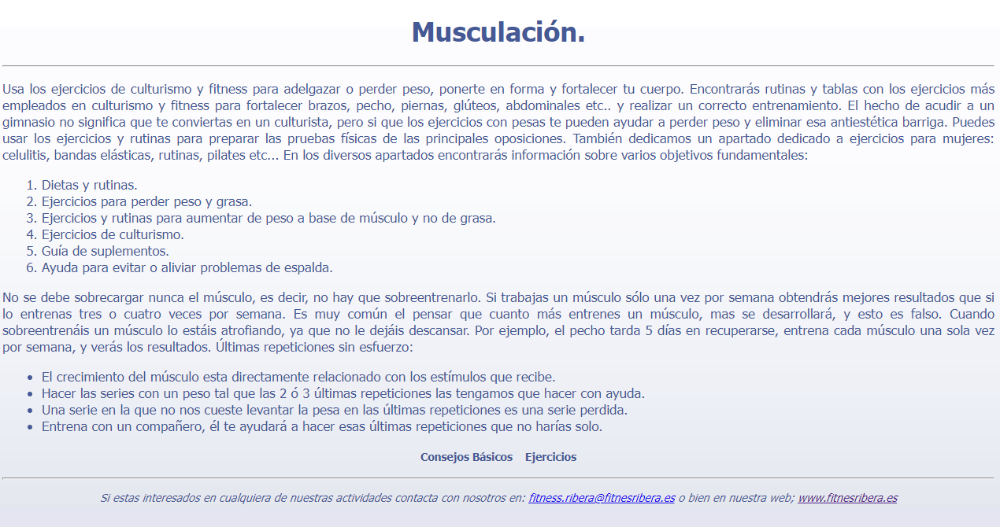 Musculación.
Usa los ejercicios de culturismo y fitness para adelgazar o perder peso, ponerte en forma y fortalecer tu cuerpo. Encontrarás rutinas y tablas con los ejercicios más
empleados en culturismo y fitness para fortalecer brazos, pecho, piernas, glúteos, abdominales etc.. y realizar un correcto entrenamiento. El hecho de acudir a un
gimnasio no significa que te conviertas en un culturista, pero si que los ejercicios con pesas te pueden ayudar a perder peso y eliminar esa antiestética barriga. Puedes
usar los ejercicios y rutinas para preparar las pruebas físicas de las principales oposiciones. También dedicamos un apartado dedicado a ejercicios para mujeres:
celulitis, bandas elásticas, rutinas, pilates etc... En los diversos apartados encontrarás información sobre varios objetivos fundamentales:
1. Dietas y rutinas.
2. Ejercicios para perder peso y grasa.
3. Ejercicios y rutinas para aumentar de peso a base de músculo y no de grasa.
4. Ejercicios de culturismo.
5. Guía de suplementos.
6. Ayuda para evitar o aliviar problemas de espalda.
No se debe sobrecargar nunca el músculo, es decir, no hay que sobreentrenarlo. Si trabajas un músculo sólo una vez por semana obtendrás mejores resultados que si
lo entrenas tres o cuatro veces por semana. Es muy común el pensar que cuanto más entrenes un músculo, mas se desarrollará, y esto es falso. Cuando
sobreentrenáis un músculo lo estáis atrofiando, ya que no le dejáis descansar. Por ejemplo, el pecho tarda 5 días en recuperarse, entrena cada músculo una sola vez
por semana, y verás los resultados. Últimas repeticiones sin esfuerzo:
• El crecimiento del músculo esta directamente relacionado con los estímulos que recibe.
• Hacer las series con un peso tal que las 2 ó 3 últimas repeticiones las tengamos que hacer con ayuda.
• Una serie en la que no nos cueste levantar la pesa en las últimas repeticiones es una serie perdida.
• Entrena con un compañero, él te ayudará a hacer esas últimas repeticiones que no harías solo.
Consejos Básicos Ejercicios
Si estas interesados en cualquiera de nuestras actividades contacta con nosotros en: fitness.ribera@fitnesribera.es o bien en nuestra web; www.fitnesribera.es